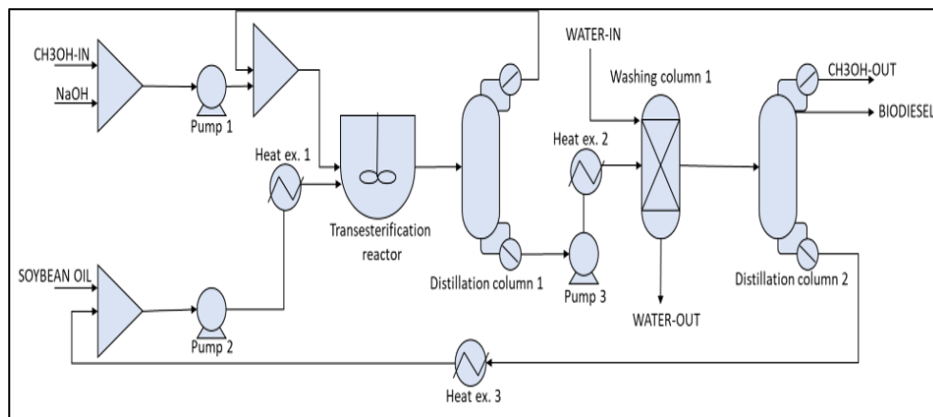 CH3OH-IN
NaOH
Pump 1
WATER-IN
Washing column 1
CH3OH-OUT
BIODIESEL
Heat ex. 1
Heat ex. 2
Transesterification
reactor
Distillation column 1
Pump 3
Distillation column 2
SOYBEAN OIL
Pump 2
WATER-OUT
Heat ex. 3